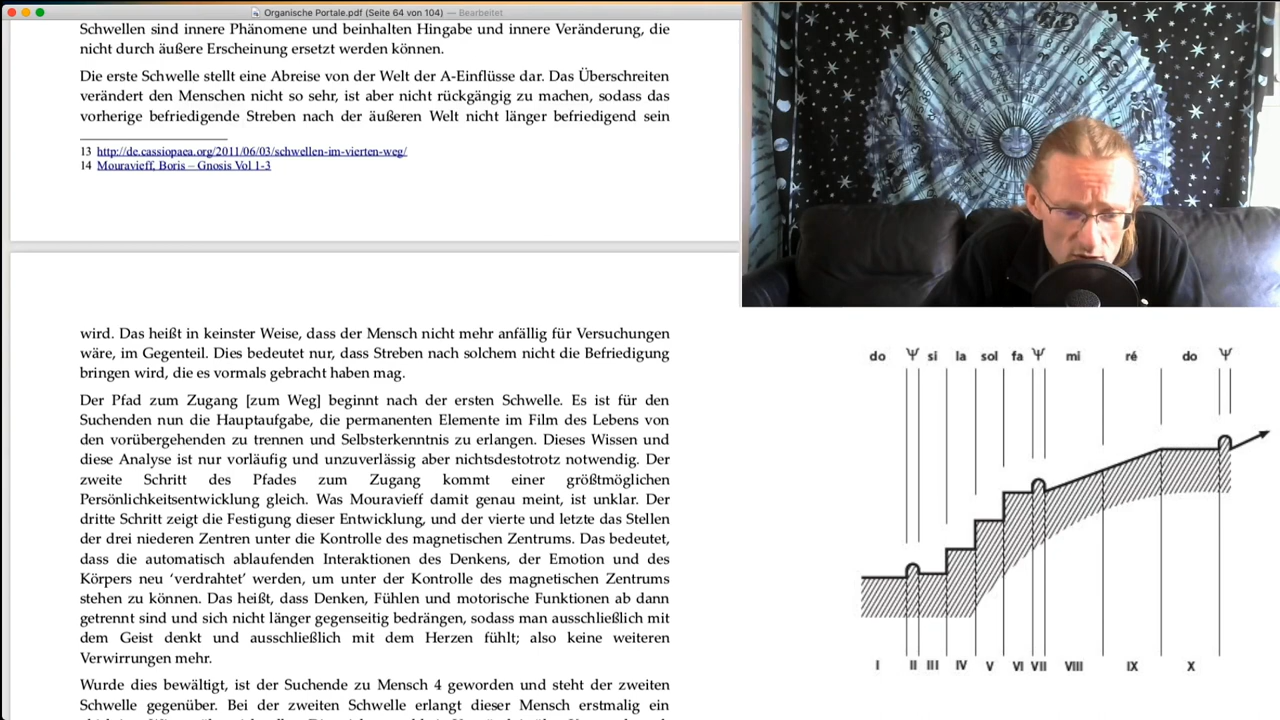 Organische Portale.pdf (Seite 64 von 104) — Bearbeitet
Schwellen sind innere Phänomene und beinhalten Hingabe und innere Veränderung, die
nicht durch äußere Erscheinung ersetzt werden können.
Die erste Schwelle stellt eine Abreise von der Welt der A-Einflüsse dar. Das Überschreiten
verändert den Menschen nicht so sehr, ist aber nicht rückgängig zu machen, sodass das
vorherige befriedigende Streben nach der äußeren Welt nicht länger befriedigend sein
13 http://de.cassiopaea.org/2011/06/03/schwellen-im-vierten-weg/
14 Mouravieff, Boris – Gnosis Vol 1-3
wird. Das heißt in keinster Weise, dass der Mensch nicht mehr anfällig für Versuchungen
wäre, im Gegenteil. Dies bedeutet nur, dass Streben nach solchem nicht die Befriedigung
bringen wird, die es vormals gebracht haben mag.
Der Pfad zum Zugang [zum Weg] beginnt nach der ersten Schwelle. Es ist für den
Suchenden nun die Hauptaufgabe, die permanenten Elemente im Film des Lebens von
den vorübergehenden zu trennen und Selbsterkenntnis zu erlangen. Dieses Wissen und
diese Analyse ist nur vorläufig und unzuverlässig aber nichtsdestotrotz notwendig. Der
zweite Schritt des Pfades zum Zugang kommt einer größtmöglichen
Persönlichkeitsentwicklung gleich. Was Mouravieff damit genau meint, ist unklar. Der
dritte Schritt zeigt die Festigung dieser Entwicklung, und der vierte und letzte das Stellen
der drei niederen Zentren unter die Kontrolle des magnetischen Zentrums. Das bedeutet,
dass die automatisch ablaufenden Interaktionen des Denkens, der Emotion und des
Körpers neu ‘verdrahtet’ werden, um unter der Kontrolle des magnetischen Zentrums
stehen zu können. Das heißt, dass Denken, Fühlen und motorische Funktionen ab dann
getrennt sind und sich nicht länger gegenseitig bedrängen, sodass man ausschließlich mit
dem Geist denkt und ausschließlich mit dem Herzen fühlt; also keine weiteren
Verwirrungen mehr.
Wurde dies bewältigt, ist der Suchende zu Mensch 4 geworden und steht der zweiten
Schwelle gegenüber. Bei der zweiten Schwelle erlangt dieser Mensch erstmalig ein
do Ψ si la sol fa Ψ mi ré do Ψ
I II III IV V VI VII VIII IX X